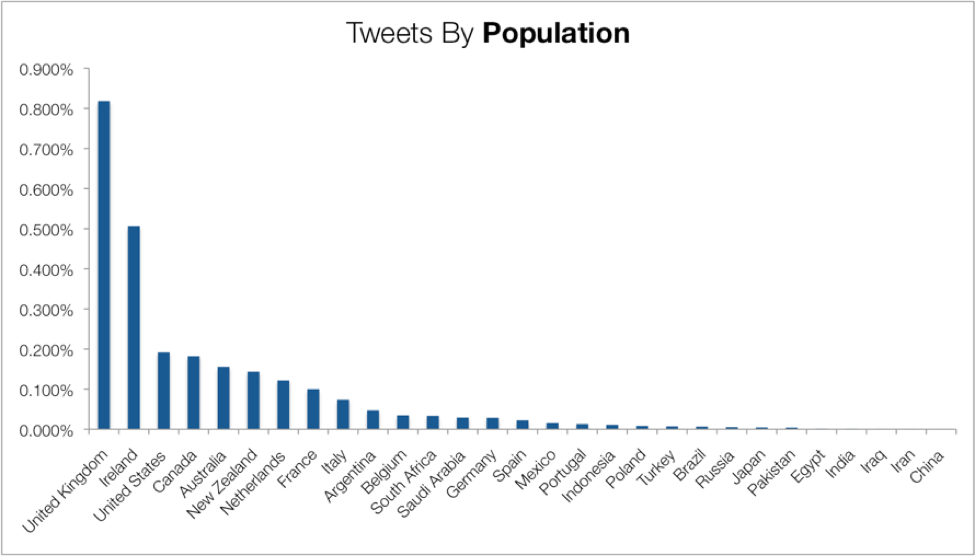 Tweets By Population
0.900%
0.800%
0.700%
0.600%
0.500%
0.400%
0.300%
0.200%
0.100%
0.000%
United Kingdom
Ireland
United States
Canada
Australia
New Zealand
Netherlands
France
Italy
Argentina
Belgium
South Africa
Saudi Arabia
Germany
Spain
Mexico
Portugal
Indonesia
Poland
Turkey
Brazil
Russia
Japan
Pakistan
Egypt
India
Iraq
Iran
China